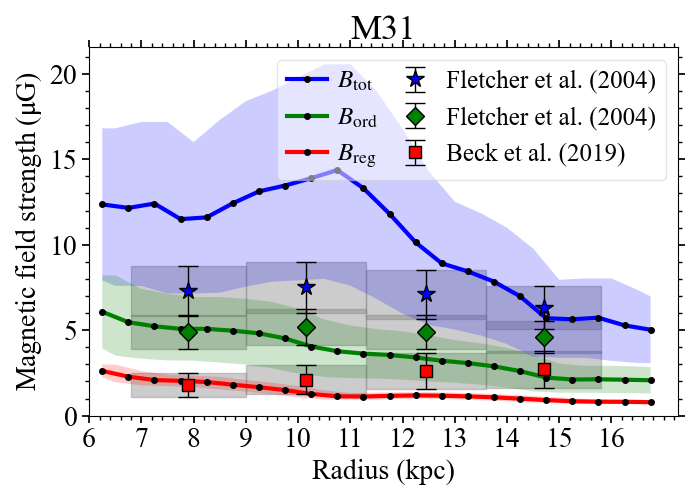 M31
Magnetic field strength (μG)
20
15
10
5
0
B_tot
B_ord
B_reg
Fletcher et al. (2004)
Fletcher et al. (2004)
Beck et al. (2019)
6 7 8 9 10 11 12 13 14 15 16
Radius (kpc)